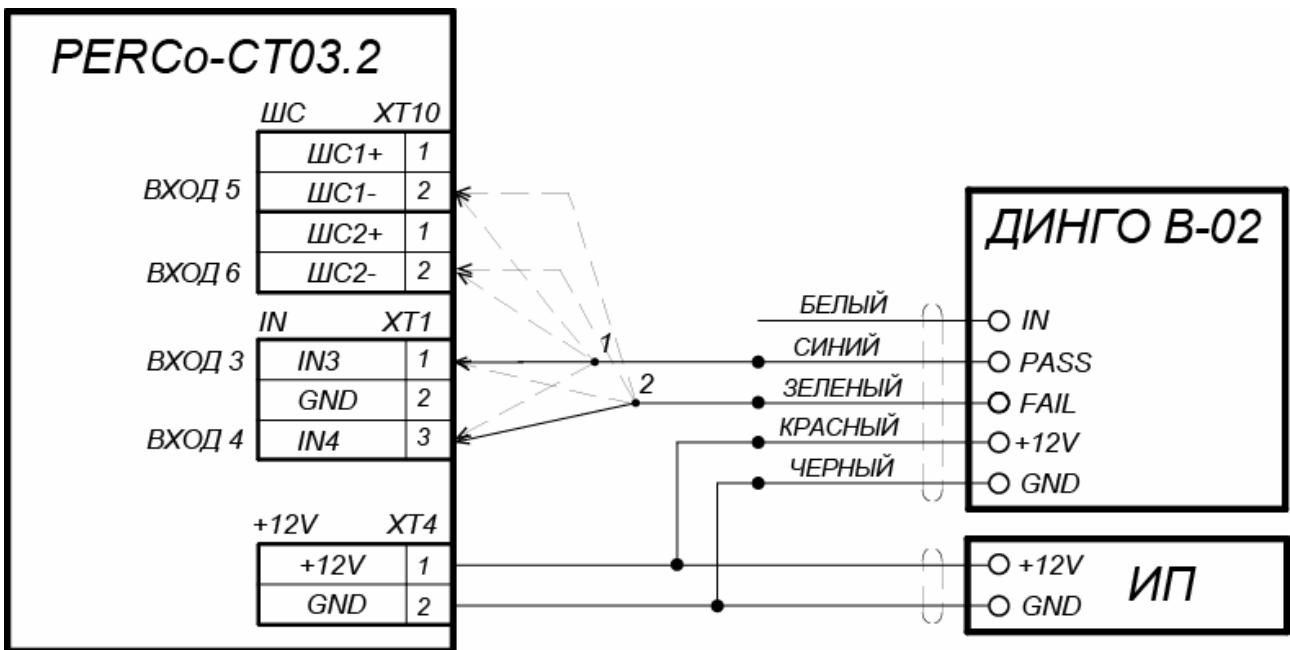 PERCo-CT03.2
ШС XT10
ШС1+ 1
ВХОД 5 ШС1- 2
ШС2+ 1
ВХОД 6 ШС2- 2
IN XT1
ВХОД 3 IN3 1
GND 2
ВХОД 4 IN4 3
+12V XT4
+12V 1
GND 2
1
2
БЕЛЫЙ
СИНИЙ
ЗЕЛЕНЫЙ
КРАСНЫЙ
ЧЕРНЫЙ
ДИНГО В-02
IN
PASS
FAIL
+12V
GND
+12V
GND
ИП